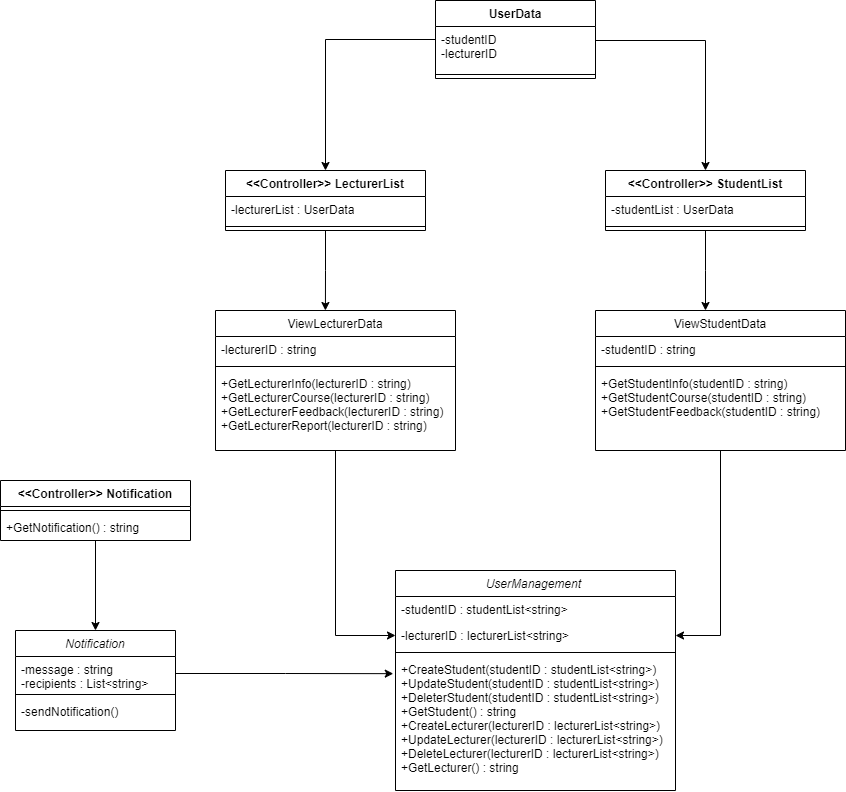 UserData
-studentID
-lecturerID
<<Controller>> LecturerList
-lecturerList : UserData
<<Controller>> StudentList
-studentList : UserData
ViewLecturerData
-lecturerID : string
+GetLecturerInfo(lecturerID : string)
+GetLecturerCourse(lecturerID : string)
+GetLecturerFeedback(lecturerID : string)
+GetLecturerReport(lecturerID : string)
ViewStudentData
-studentID : string
+GetStudentInfo(studentID : string)
+GetStudentCourse(studentID : string)
+GetStudentFeedback(studentID : string)
<<Controller>> Notification
+GetNotification() : string
Notification
-message : string
-recipients : List<string>
-sendNotification()
UserManagement
-studentID : studentList<string>
-lecturerID : lecturerList<string>
+CreateStudent(studentID : studentList<string>)
+UpdateStudent(studentID : studentList<string>)
+DeleterStudent(studentID : studentList<string>)
+GetStudent() : string
+CreateLecturer(lecturerID : lecturerList<string>)
+UpdateLecturer(lecturerID : lecturerList<string>)
+DeleteLecturer(lecturerID : lecturerList<string>)
+GetLecturer() : string